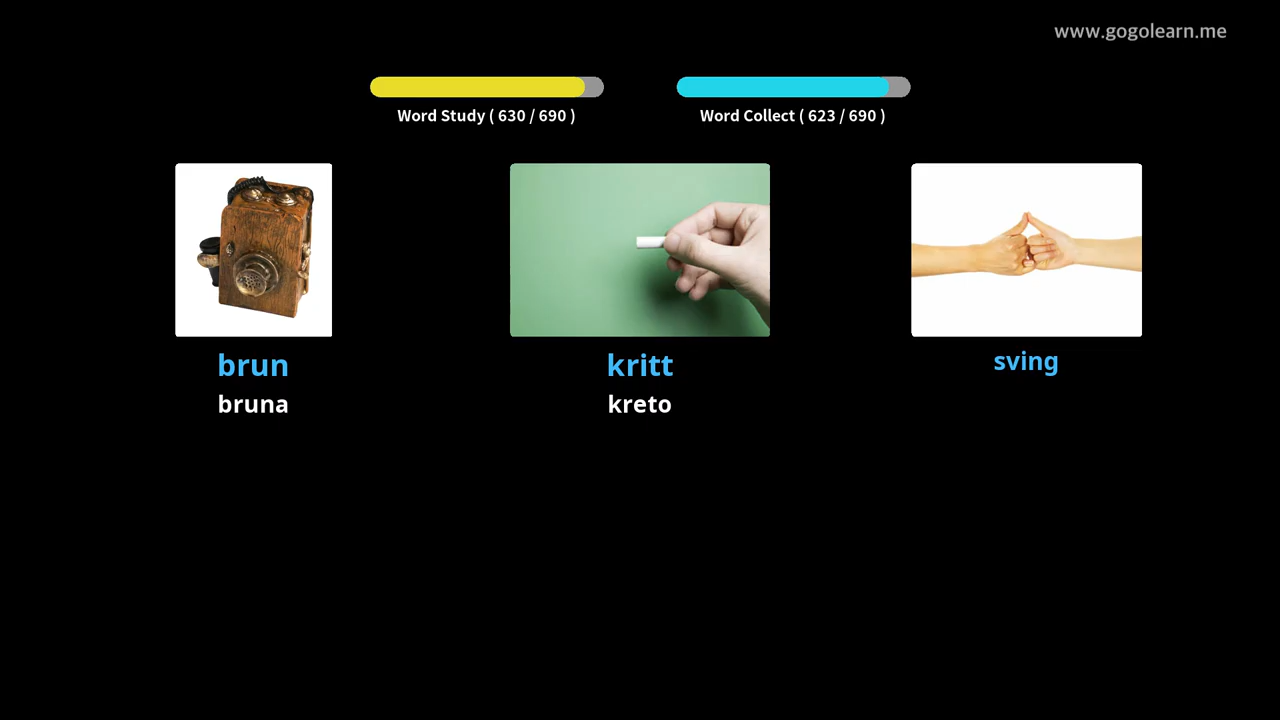 www.gogolearn.me
Word Study ( 630 / 690 )
Word Collect ( 623 / 690 )
brun
bruna
kritt
kreto
sving